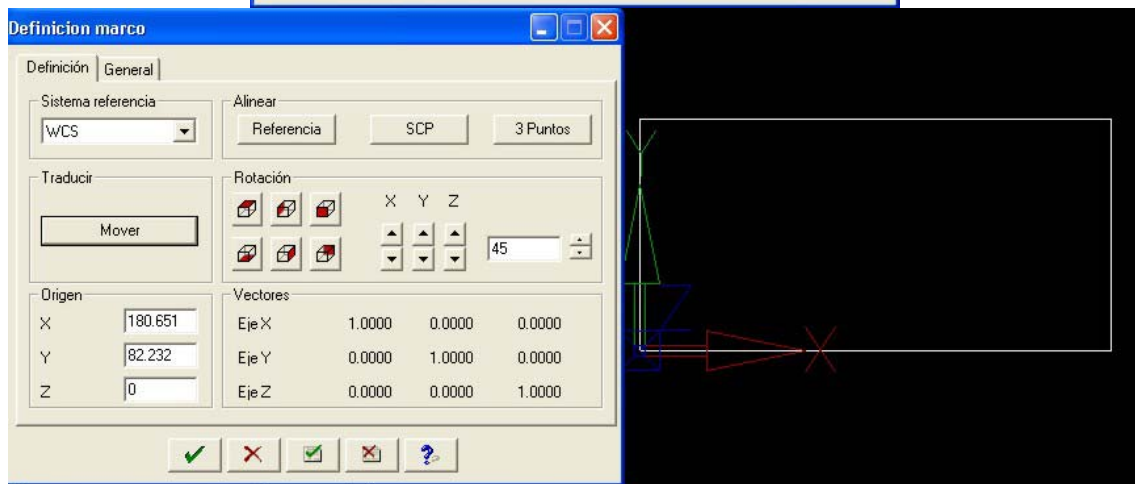 Definicion marco
Definición General
Sistema referencia
WCS
Alinear
Referencia SCP 3 Puntos
Traducir
Mover
Rotación
X Y Z
45
Origen
X 180.651
Y 82.232
Z 0
Vectores
Eje X 1.0000 0.0000 0.0000
Eje Y 0.0000 1.0000 0.0000
Eje Z 0.0000 0.0000 1.0000
Y
Z
X